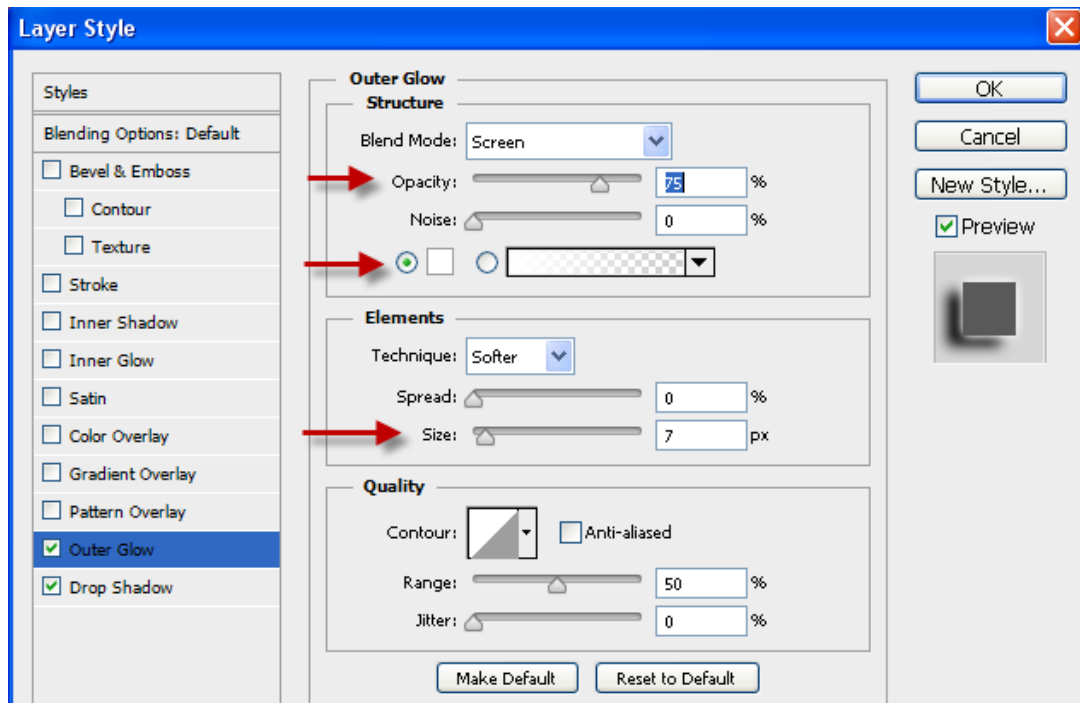 Layer Style
Styles
Blending Options: Default
Bevel & Emboss
Contour
Texture
Stroke
Inner Shadow
Inner Glow
Satin
Color Overlay
Gradient Overlay
Pattern Overlay
Outer Glow
Drop Shadow
Outer Glow
Structure
Blend Mode: Screen
Opacity: 75 %
Noise: 0 %
Elements
Technique: Softer
Spread: 0 %
Size: 7 px
Quality
Contour: Anti-aliased
Range: 50 %
Jitter: 0 %
Make Default Reset to Default
OK
Cancel
New Style...
Preview